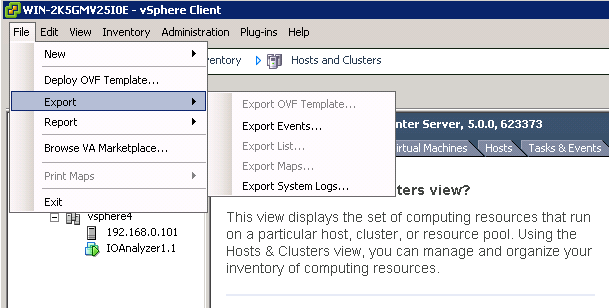 WIN-2K5GMV25I0E - vSphere Client
File Edit View Inventory Administration Plug-ins Help
New
Deploy OVF Template...
Export
Report
Browse VA Marketplace...
Print Maps
Exit
Export OVF Template...
Export Events...
Export List...
Export Maps...
Export System Logs...
Hosts and Clusters
nter Server, 5.0.0, 623373
Hosts Tasks & Events
view?
This view displays the set of computing resources that run
on a particular host, cluster, or resource pool. Using the
Hosts & Clusters view, you can manage and organize your
inventory of computing resources.
vsphere4
192.168.0.101
IOAnalyzer1.1